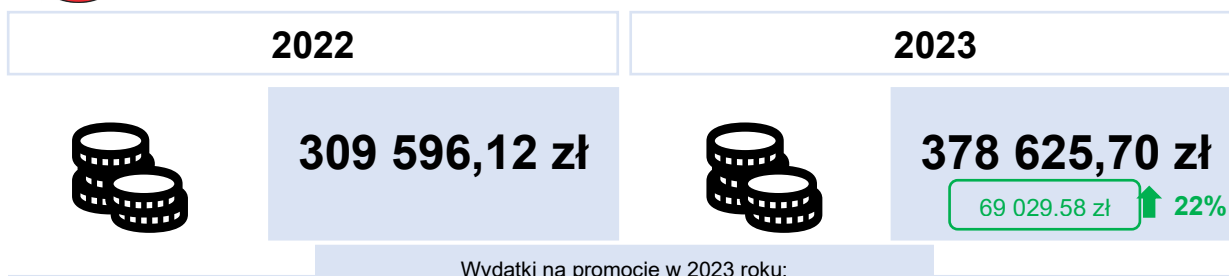 2022
2023
309 596,12 zł
378 625,70 zł
69 029.58 zł
22%
Wydatki na promocję w 2023 roku: